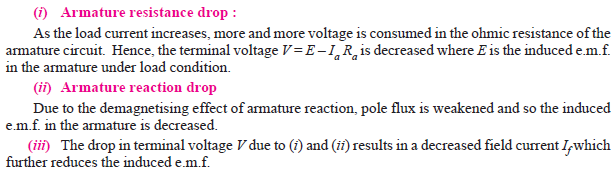 (i) Armature resistance drop :
As the load current increases, more and more voltage is consumed in the ohmic resistance of the
armature circuit. Hence, the terminal voltage V = E – IₐRₐ is decreased where E is the induced e.m.f.
in the armature under load condition.
(ii) Armature reaction drop
Due to the demagnetising effect of armature reaction, pole flux is weakened and so the induced
e.m.f. in the armature is decreased.
(iii) The drop in terminal voltage V due to (i) and (ii) results in a decreased field current If which
further reduces the induced e.m.f.